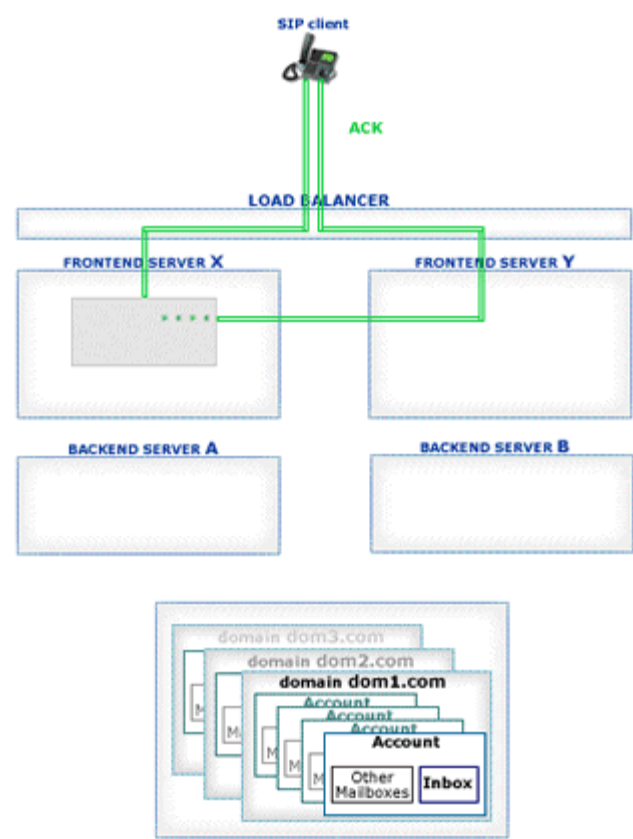 SIP client
ACK
LOAD BALANCER
FRONTEND SERVER X
FRONTEND SERVER Y
BACKEND SERVER A
BACKEND SERVER B
domain dom3.com
domain dom2.com
domain dom1.com
Account
Account
Account
Account
M
M
M
M
M
Other
Mailboxes
Inbox